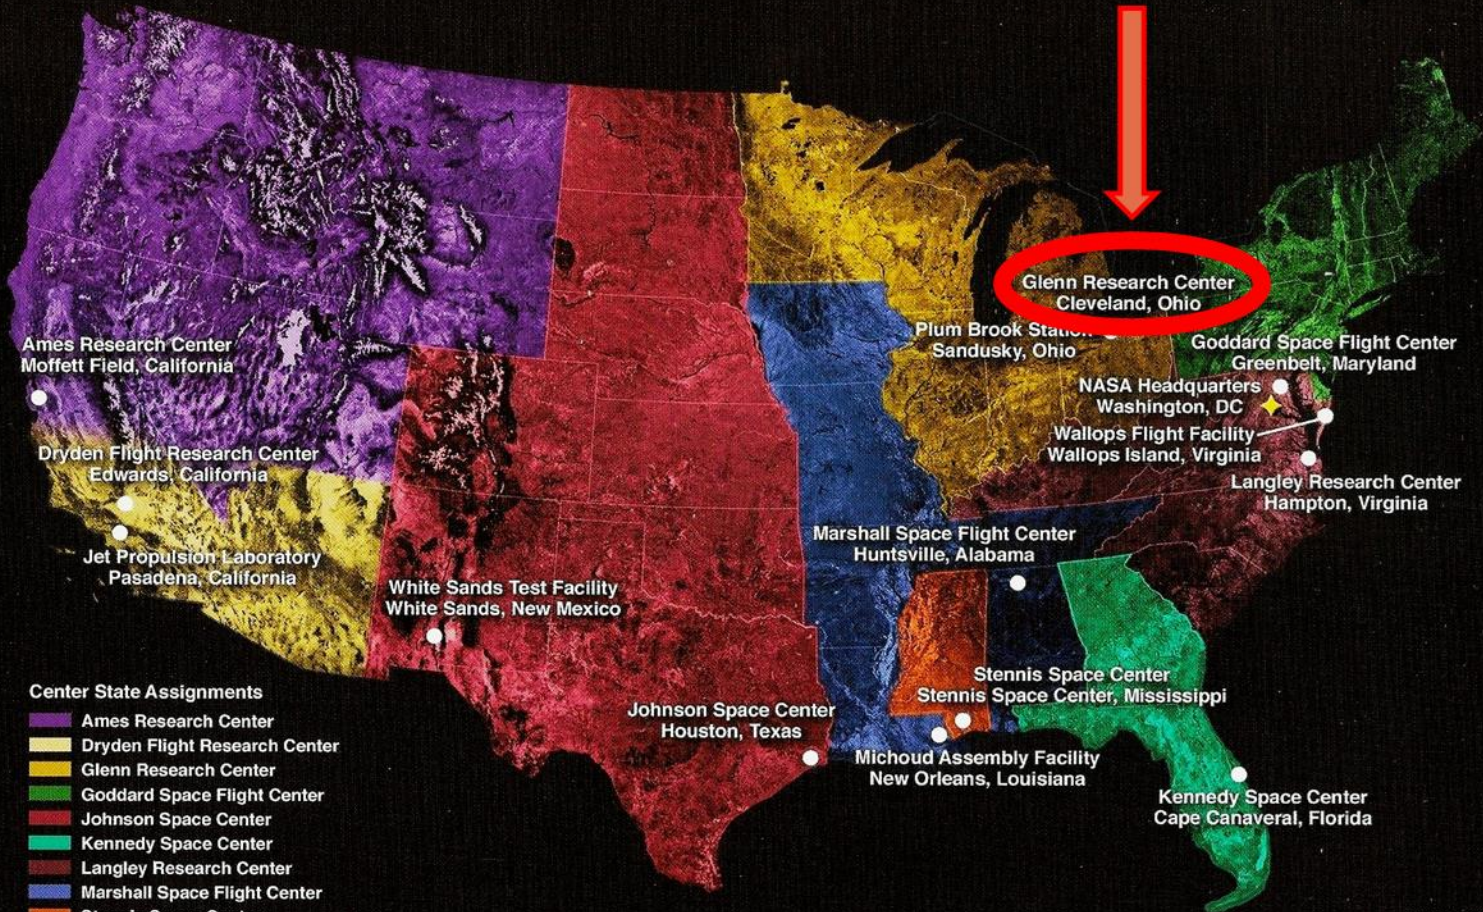 Glenn Research Center
Cleveland, Ohio
Plum Brook Station
Sandusky, Ohio
Ames Research Center
Moffett Field, California
Goddard Space Flight Center
Greenbelt, Maryland
NASA Headquarters
Washington, DC
Wallops Flight Facility
Wallops Island, Virginia
Dryden Flight Research Center
Edwards, California
Langley Research Center
Hampton, Virginia
Marshall Space Flight Center
Huntsville, Alabama
Jet Propulsion Laboratory
Pasadena, California
White Sands Test Facility
White Sands, New Mexico
Stennis Space Center
Stennis Space Center, Mississippi
Johnson Space Center
Houston, Texas
Michoud Assembly Facility
New Orleans, Louisiana
Kennedy Space Center
Cape Canaveral, Florida
Center State Assignments
Ames Research Center
Dryden Flight Research Center
Glenn Research Center
Goddard Space Flight Center
Johnson Space Center
Kennedy Space Center
Langley Research Center
Marshall Space Flight Center